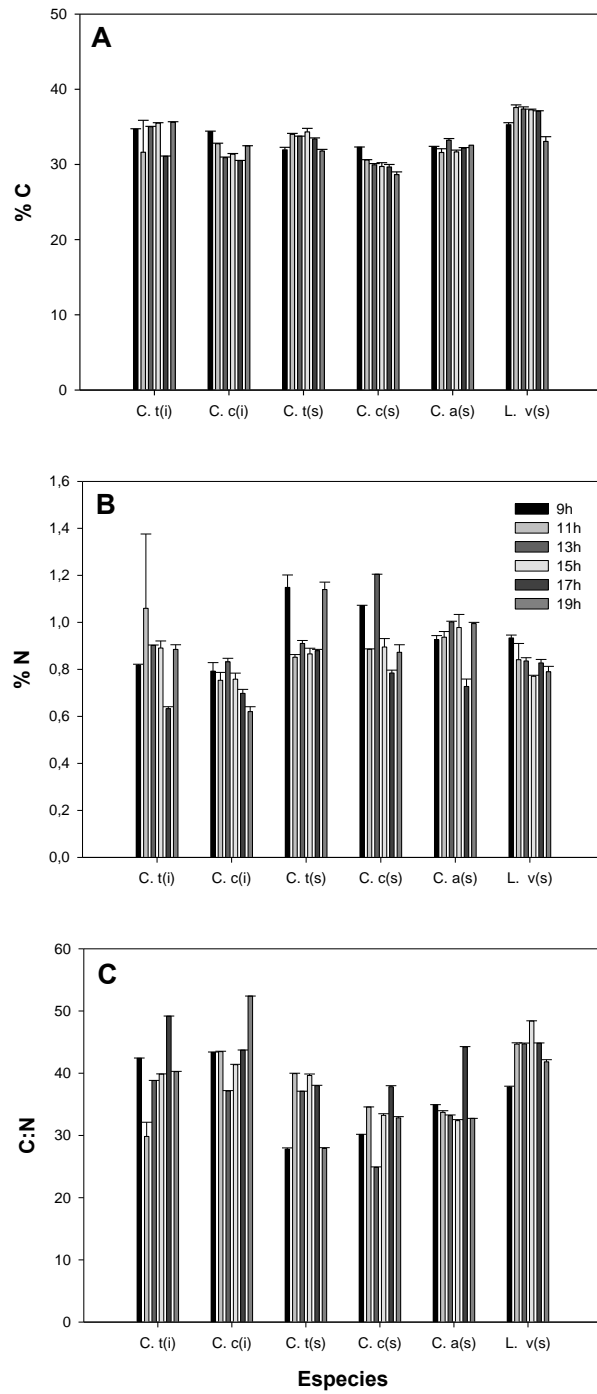 A
50
40
30
20
10
0
% C
C. t(i) C. c(i) C. t(s) C. c(s) C. a(s) L. v(s)
B
1,6
1,4
1,2
1,0
0,8
0,6
0,4
0,2
0,0
% N
9h
11h
13h
15h
17h
19h
C. t(i) C. c(i) C. t(s) C. c(s) C. a(s) L. v(s)
C
60
50
40
30
20
10
0
C:N
C. t(i) C. c(i) C. t(s) C. c(s) C. a(s) L. v(s)
Especies